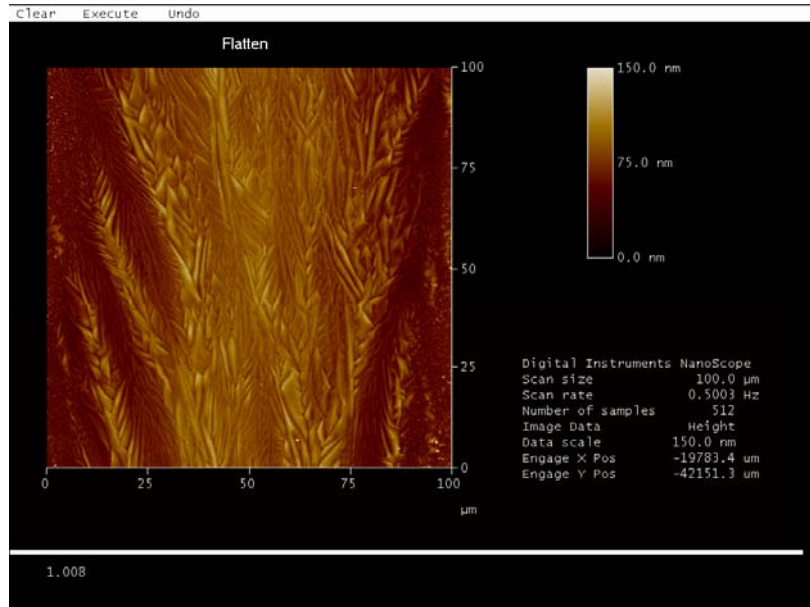 Clear Execute Undo
Flatten
100
75
50
25
0
0 25 50 75 100
µm
150.0 nm
75.0 nm
0.0 nm
Digital Instruments NanoScope
Scan size 100.0 µm
Scan rate 0.5003 Hz
Number of samples 512
Image Data Height
Data scale 150.0 nm
Engage X Pos -19783.4 um
Engage Y Pos -42151.3 um
1.008